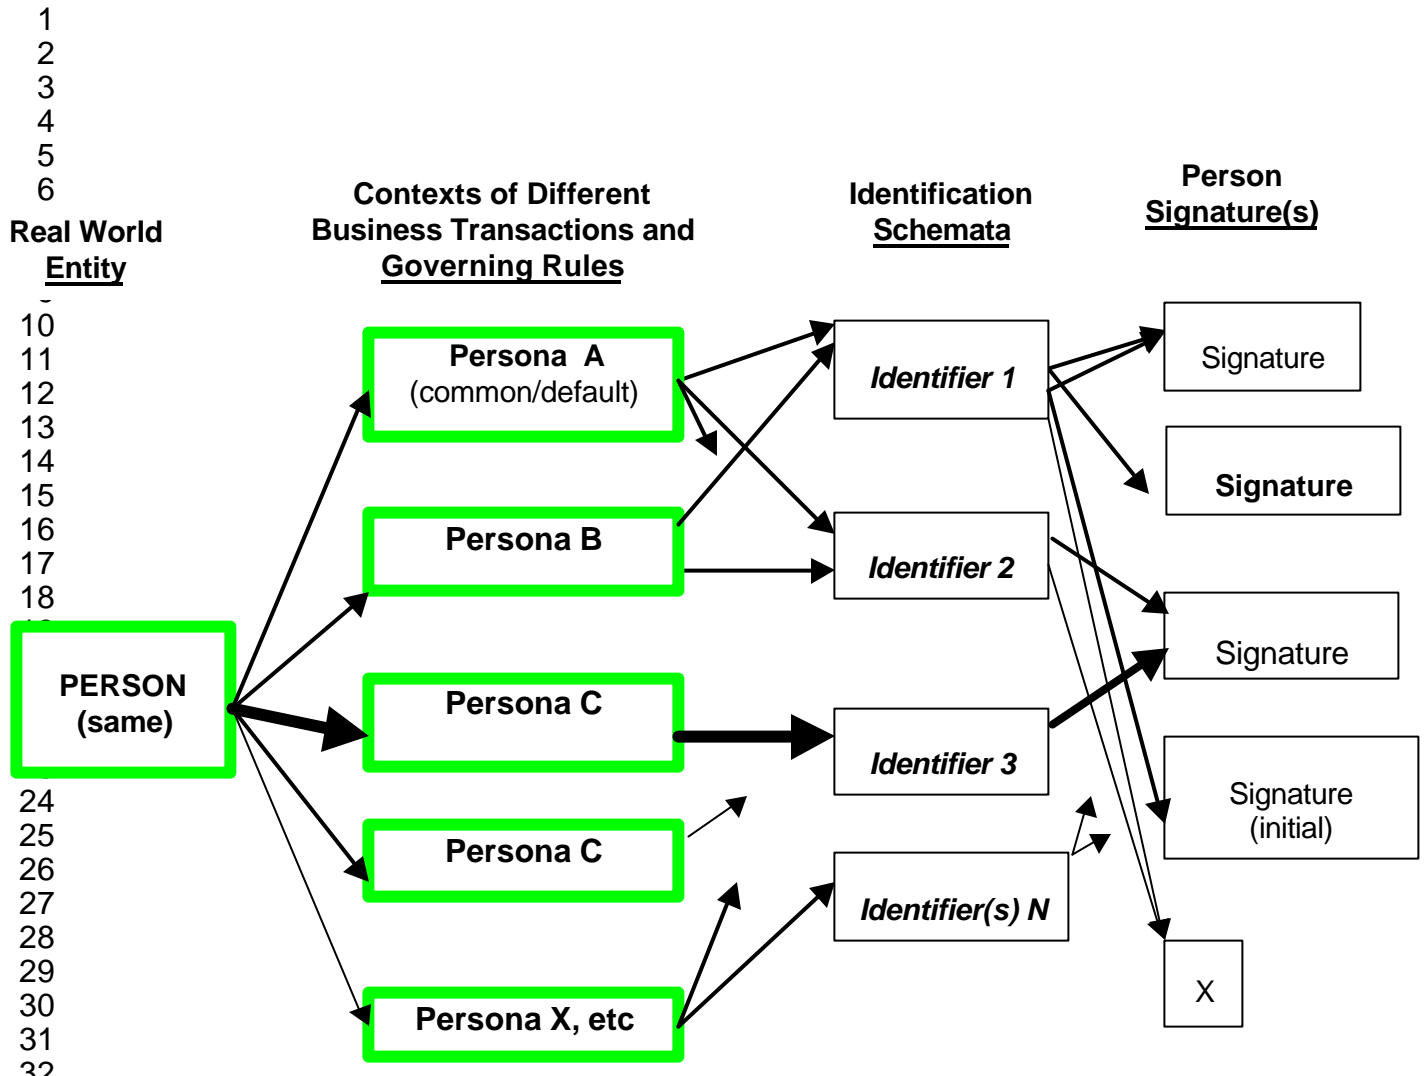 1
2
3
4
5
6
Real World
Entity
Contexts of Different
Business Transactions and
Governing Rules
Identification
Schemata
Person
Signature(s)
10
11
12
13
14
15
16
17
18
24
25
26
27
28
29
30
31
32
PERSON
(same)
Persona A
(common/default)
Persona B
Persona C
Persona C
Persona X, etc
Identifier 1
Identifier 2
Identifier 3
Identifier(s) N
Signature
Signature
Signature
Signature
(initial)
X